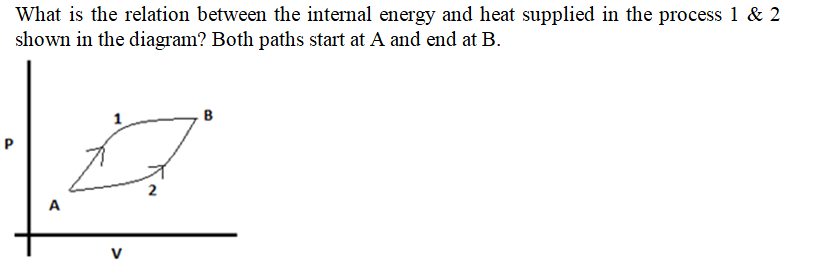 What is the relation between the internal energy and heat supplied in the process 1 & 2
shown in the diagram? Both paths start at A and end at B.
1
B
P
2
A
V